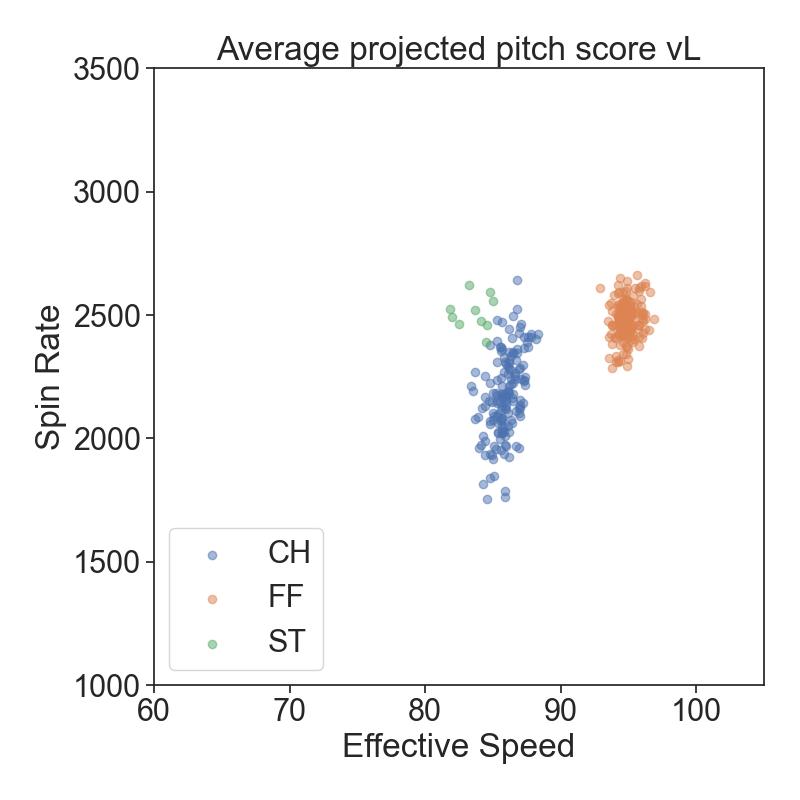 Average projected pitch score vL
3500
3000
2500
2000
1500
1000
Spin Rate
CH
FF
ST
60
70
80
90
100
Effective Speed